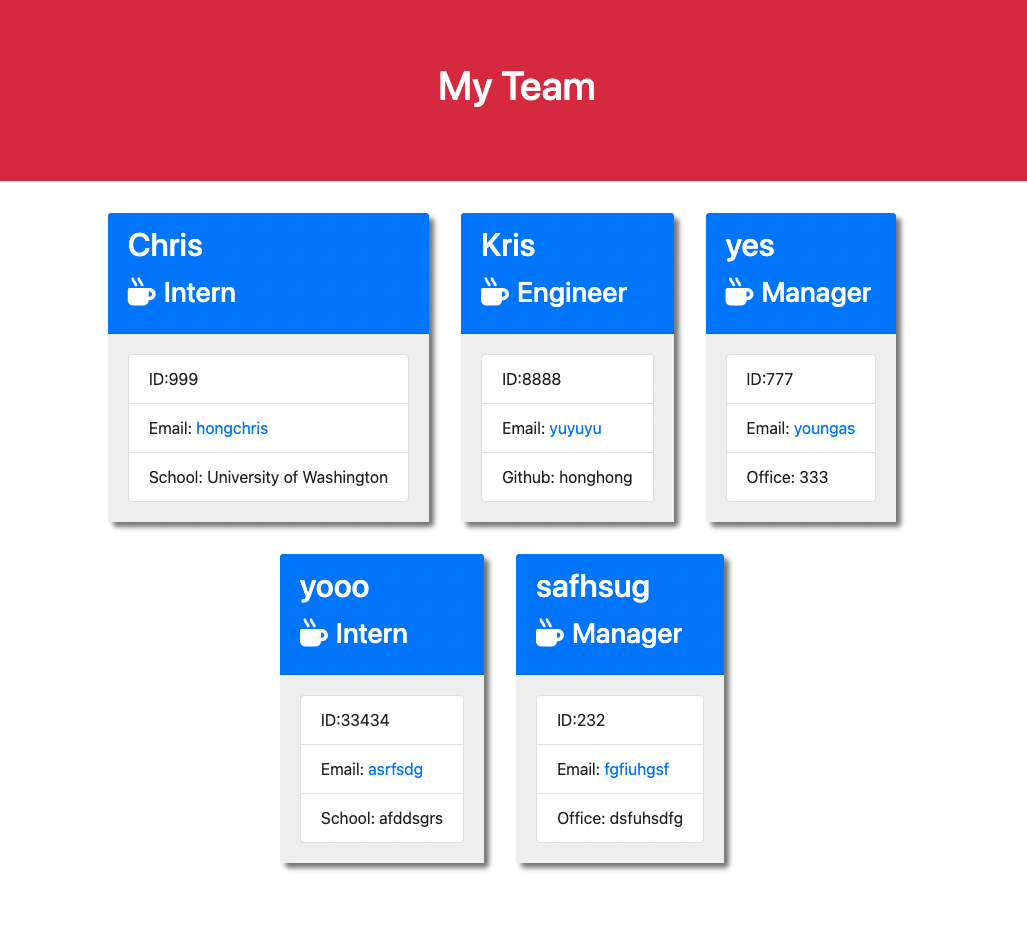 My Team
Chris
Intern
ID:999
Email: hongchris
School: University of Washington
Kris
Engineer
ID:8888
Email: yuyuyu
Github: honghong
yes
Manager
ID:777
Email: youngas
Office: 333
yooo
Intern
ID:33434
Email: asrfsdg
School: afddsgrs
safhsug
Manager
ID:232
Email: fgfiuhgsf
Office: dsfuhsdfg